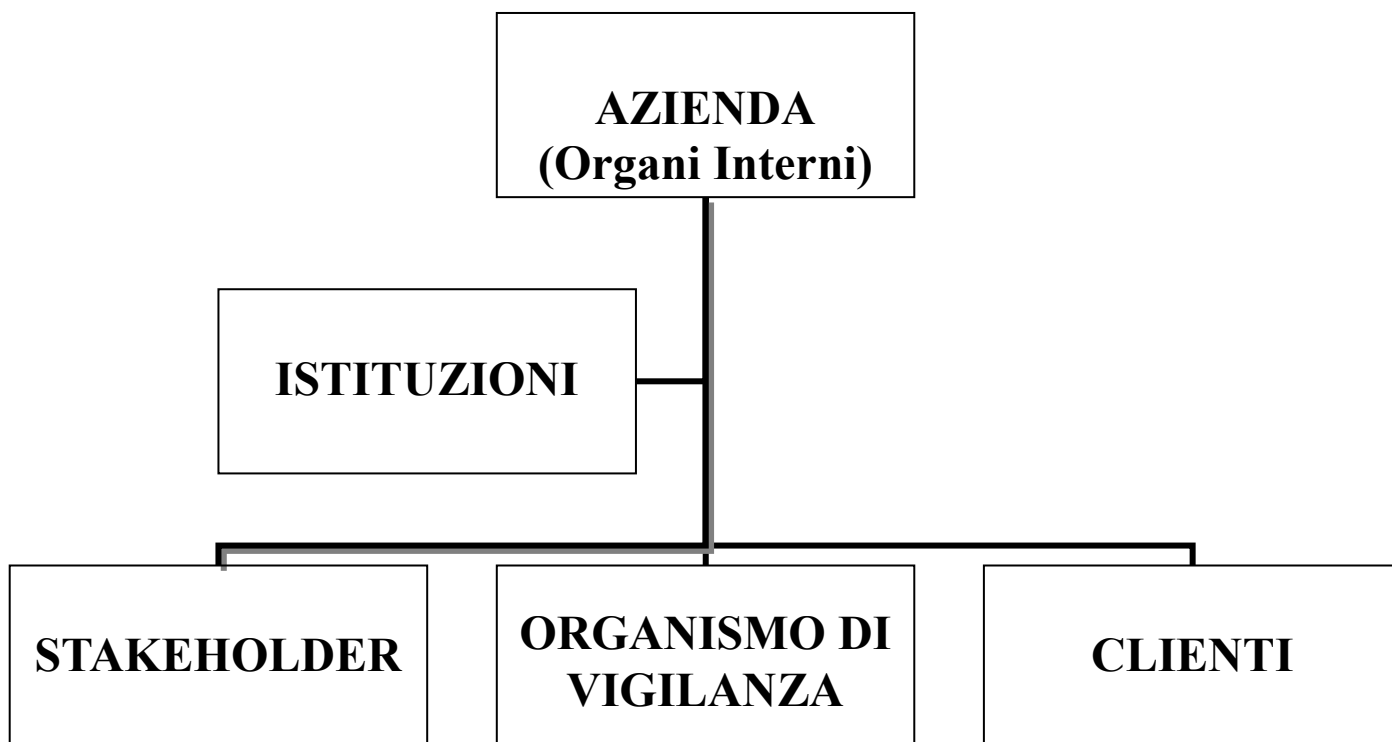 AZIENDA
(Organi Interni)
ISTITUZIONI
STAKEHOLDER
ORGANISMO DI
VIGILANZA
CLIENTI